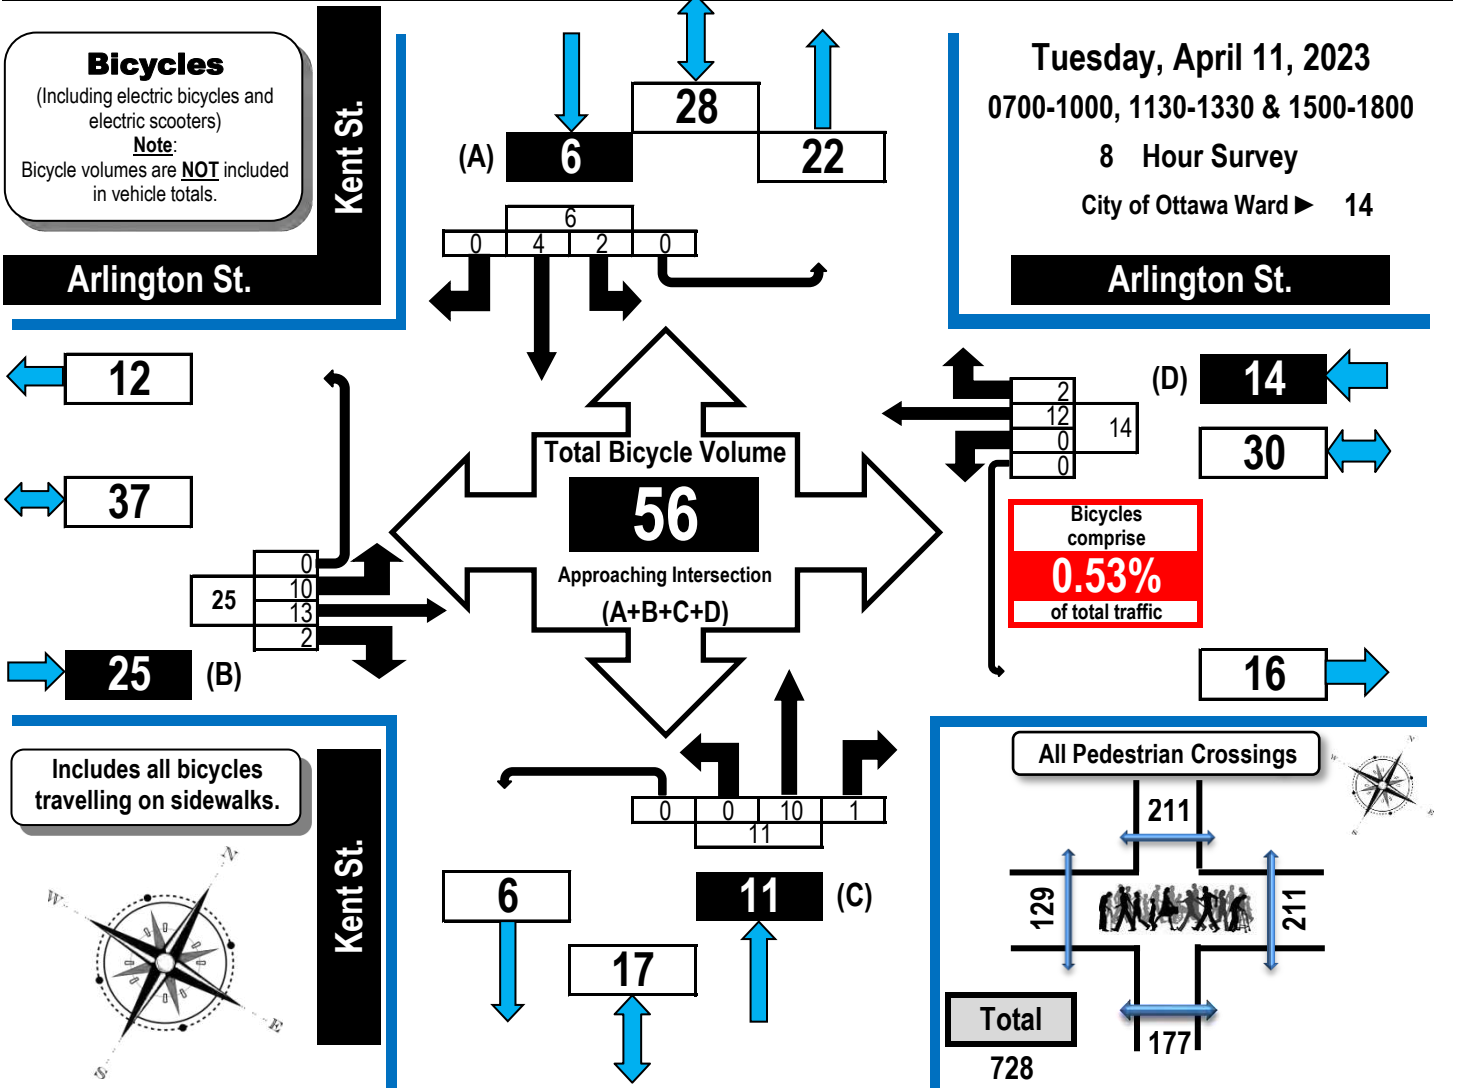 Bicycles
(Including electric bicycles and
electric scooters)
Note:
Bicycle volumes are NOT included
in vehicle totals.
Kent St.
Arlington St.
28
6
22
(A)
6
0 4 2 0
Tuesday, April 11, 2023
0700-1000, 1130-1330 & 1500-1800
8 Hour Survey
City of Ottawa Ward ► 14
Arlington St.
12
37
0
10
13
2
25
25
(B)
Total Bicycle Volume
56
Approaching Intersection
(A+B+C+D)
2
12
0
0
14
(D)
14
30
Bicycles
comprise
0.53%
of total traffic
16
Includes all bicycles
travelling on sidewalks.
N
W
E
S
Kent St.
0 0 10 1
11
6
11
(C)
17
All Pedestrian Crossings
N
W
E
S
211
129
211
177
Total
728